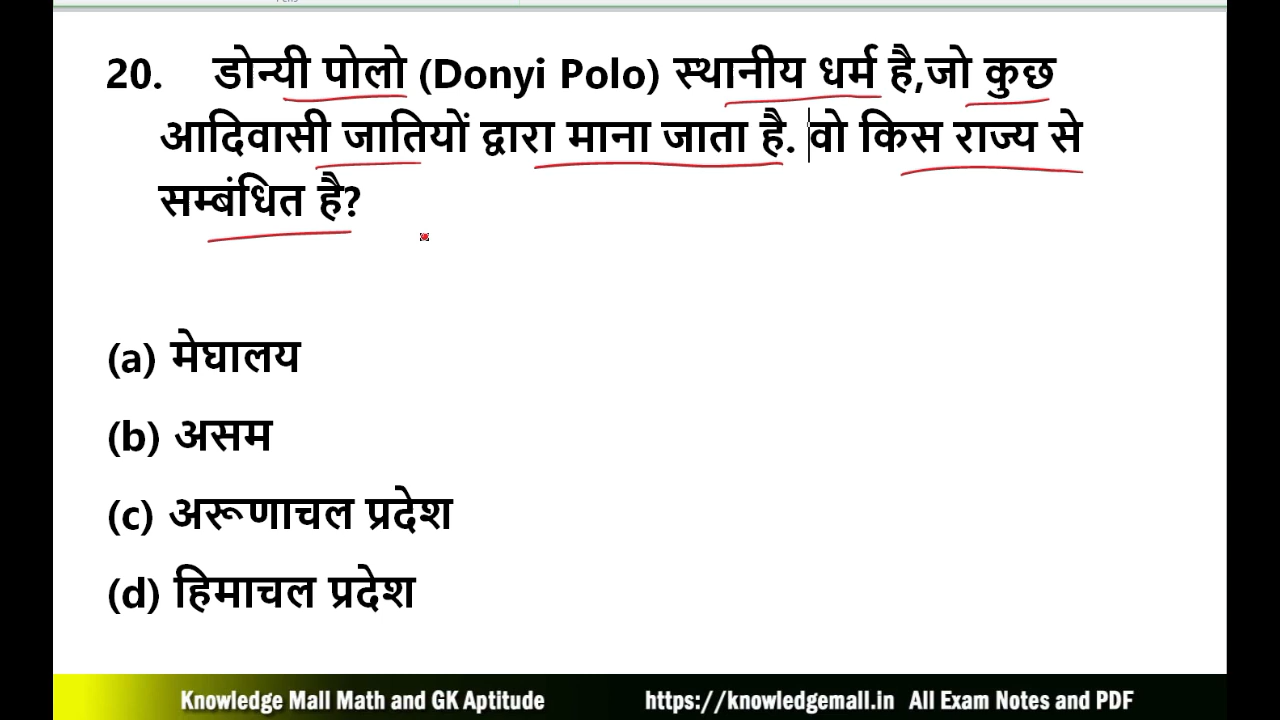 20. डोन्यी पोलो (Donyi Polo) स्थानीय धर्म है,जो कुछ
आदिवासी जातियों द्वारा माना जाता है. वो किस राज्य से
सम्बंधित है?
(a) मेघालय
(b) असम
(c) अरूणाचल प्रदेश
(d) हिमाचल प्रदेश
Knowledge Mall Math and GK Aptitude https://knowledgemall.in All Exam Notes and PDF